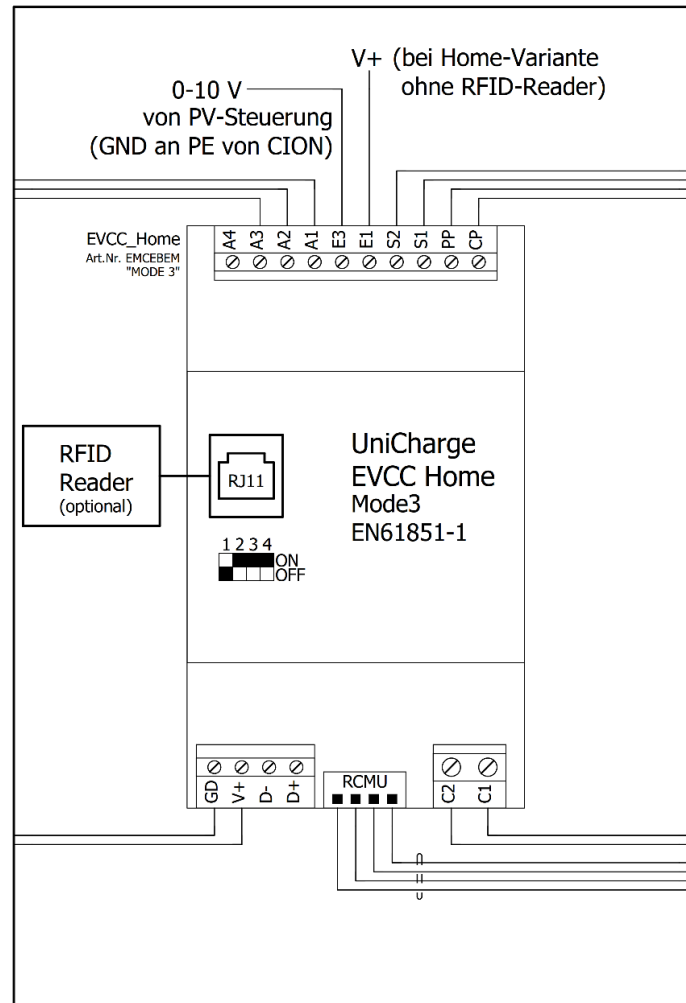 V+ (bei Home-Variante
ohne RFID-Reader)
0-10 V
von PV-Steuerung
(GND an PE von CION)
EVCC_Home
Art.Nr. EMCEBEM
"MODE 3"
A4 A3 A2 A1 E3 E1 S2 S1 PP CP
RFID
Reader
(optional)
RJ11
UniCharge
EVCC Home
Mode3
EN61851-1
1 2 3 4
ON
OFF
GD V+ D- D+
RCMU
C2 C1